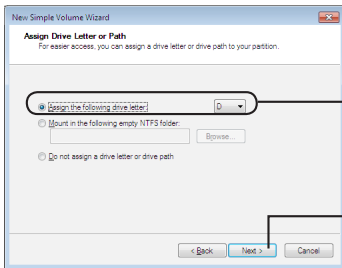 New Simple Volume Wizard
Assign Drive Letter or Path
For easier access, you can assign a drive letter or drive path to your partition.
Assign the following drive letter:
D
Mount in the following empty NTFS folder:
Browse...
Do not assign a drive letter or drive path
< Back
Next >
Cancel